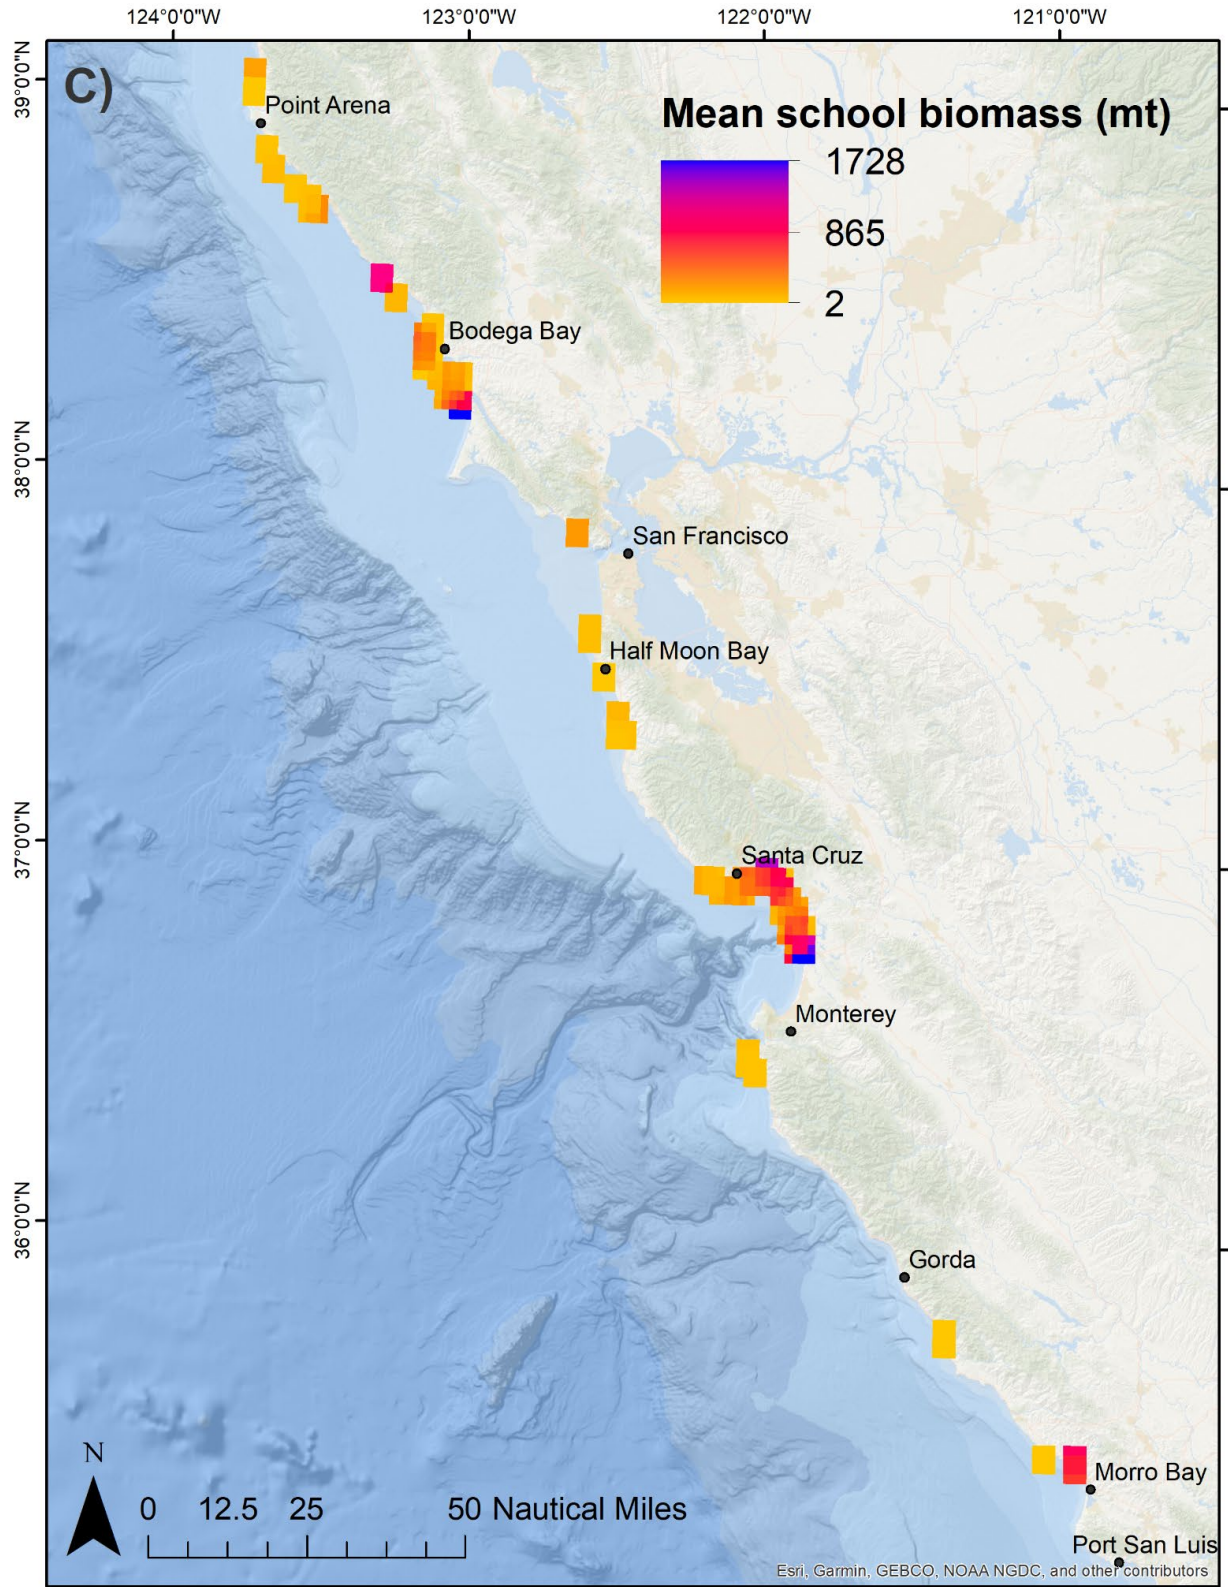 124°0'0"W 123°0'0"W 122°0'0"W 121°0'0"W
39°0'0"N
C)
Point Arena
Mean school biomass (mt)
1728
865
2
Bodega Bay
38°0'0"N
San Francisco
Half Moon Bay
37°0'0"N
Santa Cruz
Monterey
36°0'0"N
Gorda
N
Morro Bay
0 12.5 25 50 Nautical Miles
Port San Luis
Esri, Garmin, GEBCO, NOAA NGDC, and other contributors